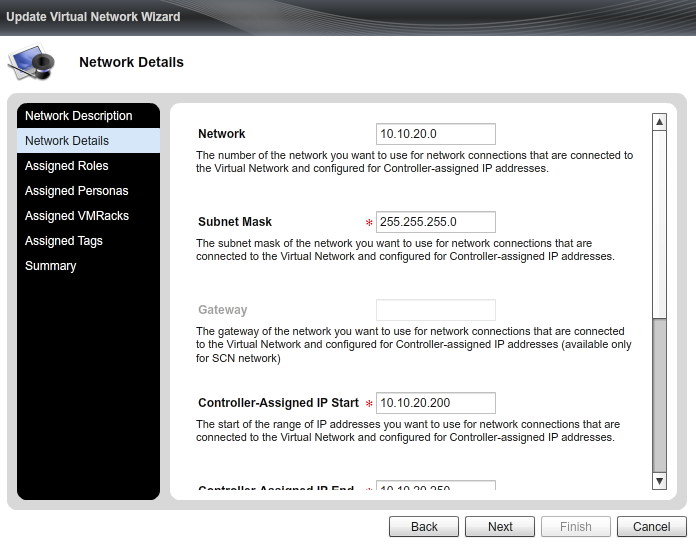 Update Virtual Network Wizard
Network Details
Network Description
Network Details
Assigned Roles
Assigned Personas
Assigned VMRacks
Assigned Tags
Summary
Network 10.10.20.0
The number of the network you want to use for network connections that are connected to
the Virtual Network and configured for Controller-assigned IP addresses.
Subnet Mask * 255.255.255.0
The subnet mask of the network you want to use for network connections that are
connected to the Virtual Network and configured for Controller-assigned IP addresses.
Gateway
The gateway of the network you want to use for network connections that are connected
to the Virtual Network and configured for Controller-assigned IP addresses (available only
for SCN network)
Controller-Assigned IP Start * 10.10.20.200
The start of the range of IP addresses you want to use for network connections that are
connected to the Virtual Network and configured for Controller-assigned IP addresses.
Controller-Assigned IP End * 10.10.20.250
Back Next Finish Cancel